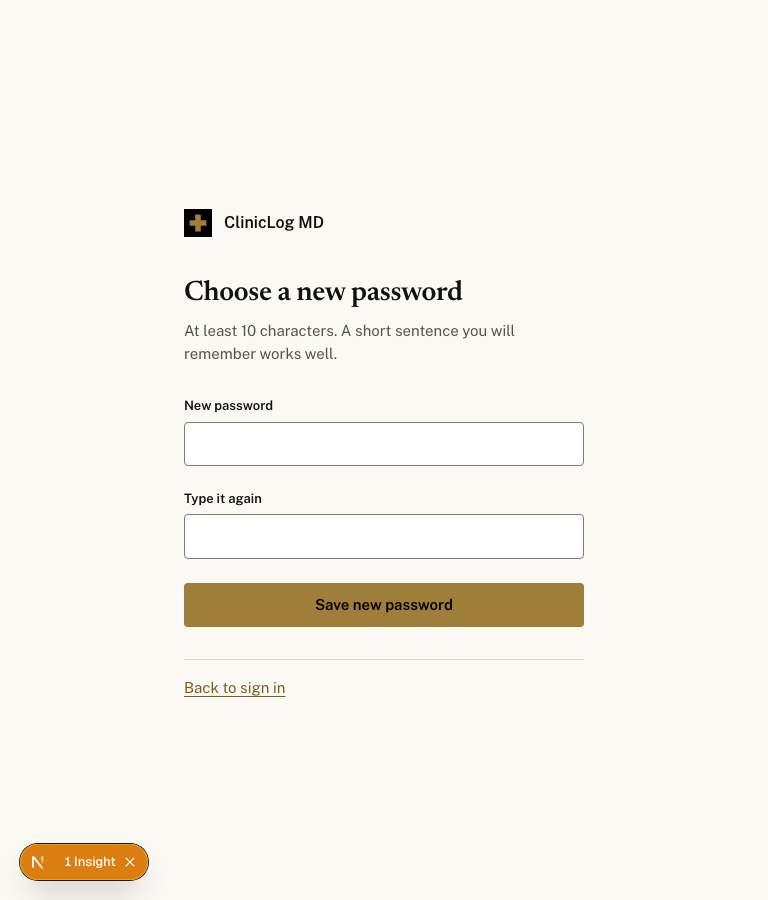 ClinicLog MD
Choose a new password
At least 10 characters. A short sentence you will
remember works well.
New password
Type it again
Save new password
Back to sign in
N
1 Insight